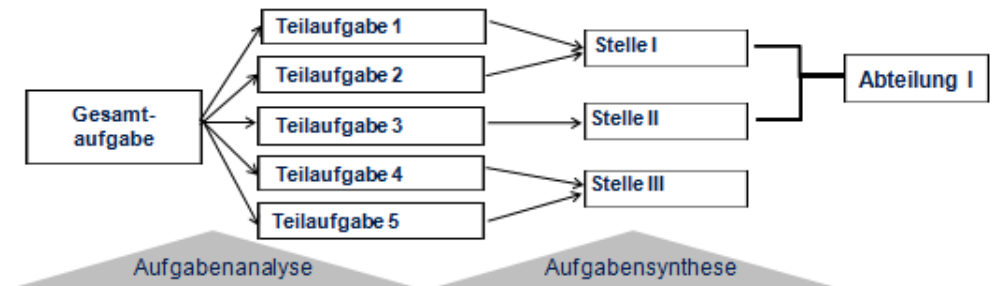 Gesamt-
aufgabe
Teilaufgabe 1
Teilaufgabe 2
Teilaufgabe 3
Teilaufgabe 4
Teilaufgabe 5
Stelle I
Stelle II
Stelle III
Abteilung I
Aufgabenanalyse
Aufgabensynthese